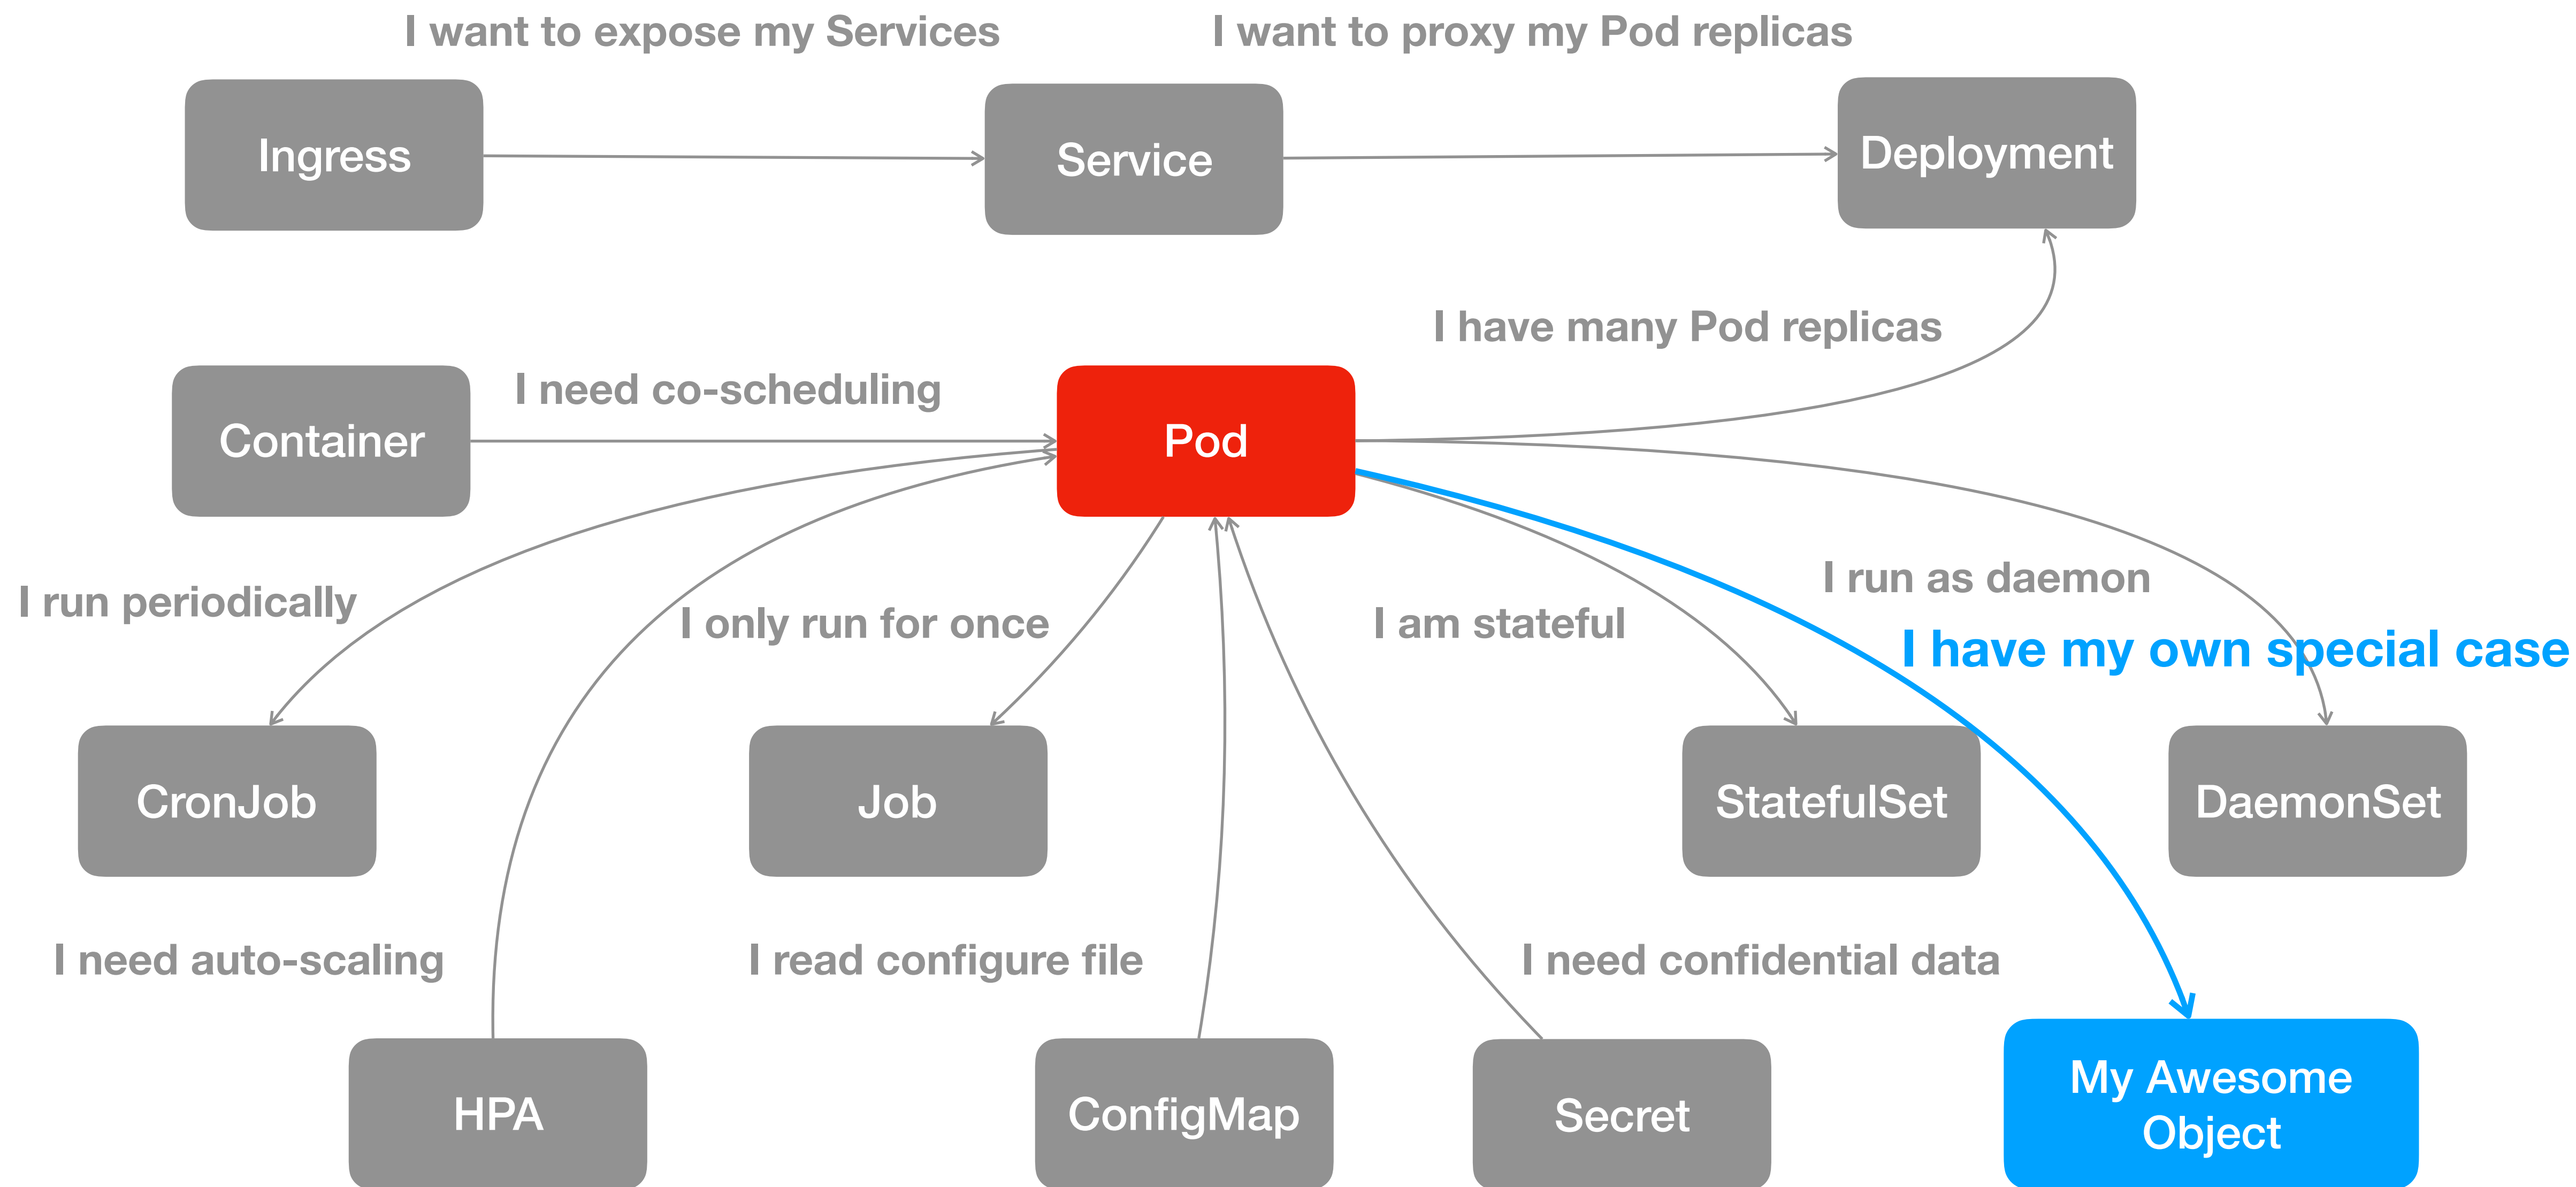 I want to expose my Services
I want to proxy my Pod replicas
Ingress
Service
Deployment
I have many Pod replicas
I need co-scheduling
Container
Pod
I run as daemon
I run periodically
I only run for once
I am stateful
I have my own special case
CronJob
Job
StatefulSet
DaemonSet
I need auto-scaling
I read configure file
I need confidential data
HPA
ConfigMap
Secret
My Awesome
Object